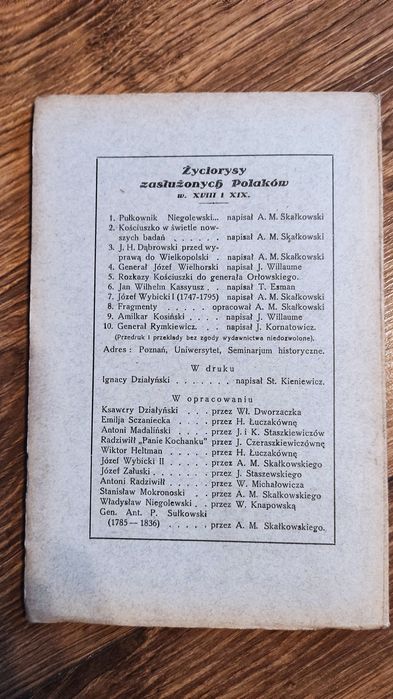 Życiorysy
zasłużonych Polaków
w. XVIII i XIX.
1. Pułkownik Niegolewski... napisał A. M. Skałkowski
2. Kościuszko w świetle now-
szych badań . . . . . . napisał A. M. Skałkowski
3. J. H. Dąbrowski przed wy-
prawą do Wielkopolski . napisał A. M. Skałkowski
4. Generał Józef Wielhorski napisał J. Willaume
5. Rozkazy Kościuszki do generała Orłowskiego.
6. Jan Wilhelm Kassyusz . napisał T. Esman
7. Józef Wybicki I (1747-1795) napisał A. M. Skałkowski
8. Fragmenty . . . . . opracował A. M. Skałkowski
9. Amilkar Kosiński . . . . napisał J. Willaume
10. Generał Rymkiewicz. . . napisał J. Kornatowicz.
(Przedruk i przekłady bez zgody wydawnictwa niedozwolone).
Adres: Poznań, Uniwersytet, Seminarjum historyczne.
W druku
Ignacy Działyński . . . . . . . napisał St. Kieniewicz.
W opracowaniu
Ksawery Działyński . . . przez Wł. Dworzaczka
Emilja Sczaniecka . . . przez H. Łuczakównę
Antoni Madaliński . . . przez J. i K. Staszkiewiczów
Radziwiłł „Panie Kochanku" przez J. Czeraszkiewiczównę
Wiktor Heltman . . . . przez H. Łuczakównę
Józef Wybicki II . . . . przez A. M. Skałkowskiego
Józef Załuski . . . . . przez J. Staszewskiego
Antoni Radziwiłł . . . . przez W. Michałowicza
Stanisław Mokronoski . . przez A. M. Skałkowskiego
Władysław Niegolewski . . przez W. Knapowską
Gen. Ant. P. Sułkowski
(1785 — 1836) . . . . . przez A. M. Skałkowskiego.